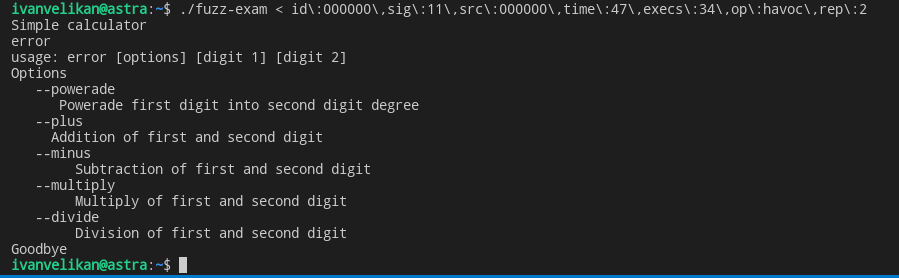 ivanvelikan@astra:~$ ./fuzz-exam < id\:000000\,sig\:11\,src\:000000\,time\:47\,execs\:34\,op\:havoc\,rep\:2
Simple calculator
error
usage: error [options] [digit 1] [digit 2]
Options
   --powerade
      Powerade first digit into second digit degree
   --plus
     Addition of first and second digit
   --minus
        Subtraction of first and second digit
   --multiply
        Multiply of first and second digit
   --divide
        Division of first and second digit
Goodbye
ivanvelikan@astra:~$